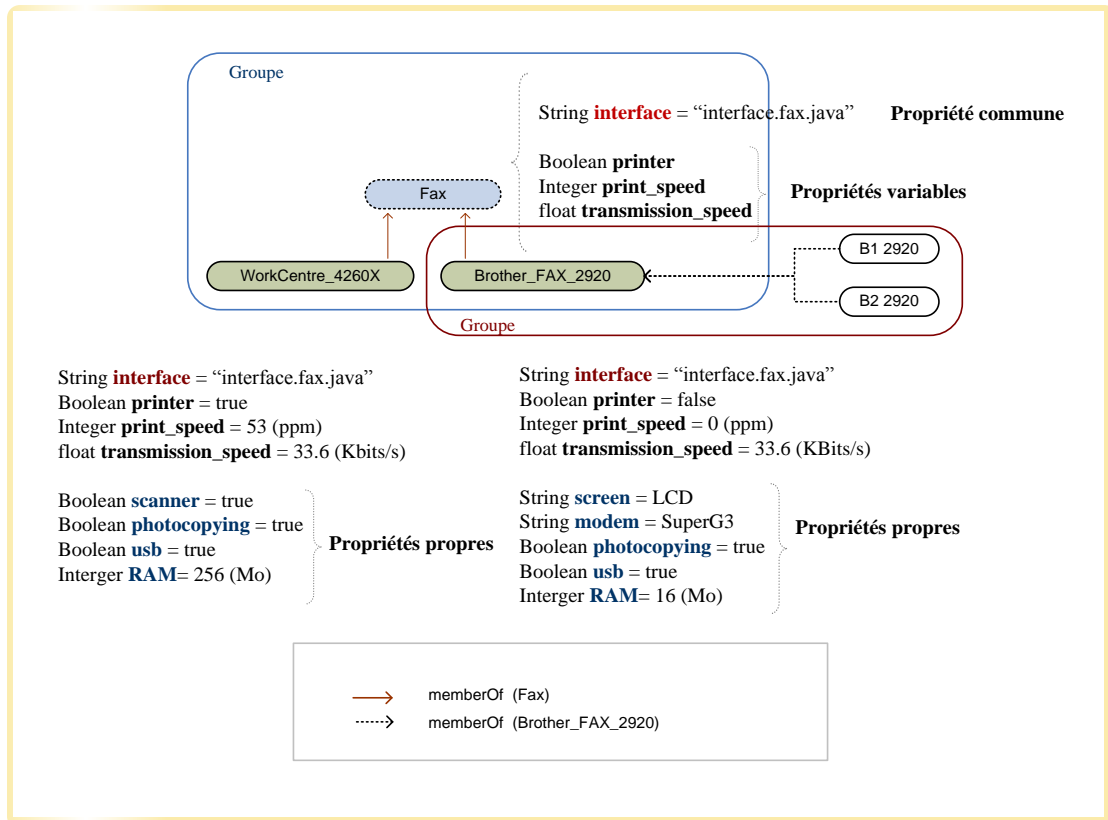 Groupe
String interface = “interface.fax.java”
Propriété commune
Boolean printer
Integer print_speed
float transmission_speed
Propriétés variables
Fax
WorkCentre_4260X
Brother_FAX_2920
B1 2920
B2 2920
Groupe
String interface = “interface.fax.java”
Boolean printer = true
Integer print_speed = 53 (ppm)
float transmission_speed = 33.6 (Kbits/s)
Boolean scanner = true
Boolean photocopying = true
Boolean usb = true
Interger RAM= 256 (Mo)
Propriétés propres
String interface = “interface.fax.java”
Boolean printer = false
Integer print_speed = 0 (ppm)
float transmission_speed = 33.6 (KBits/s)
String screen = LCD
String modem = SuperG3
Boolean photocopying = true
Boolean usb = true
Interger RAM= 16 (Mo)
Propriétés propres
memberOf (Fax)
memberOf (Brother_FAX_2920)